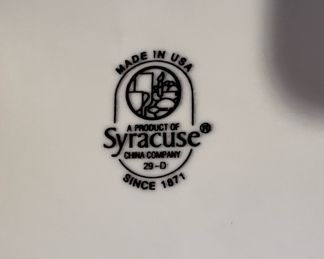 MADE IN USA
A PRODUCT OF
Syracuse®
CHINA COMPANY
29-D
SINCE 1871